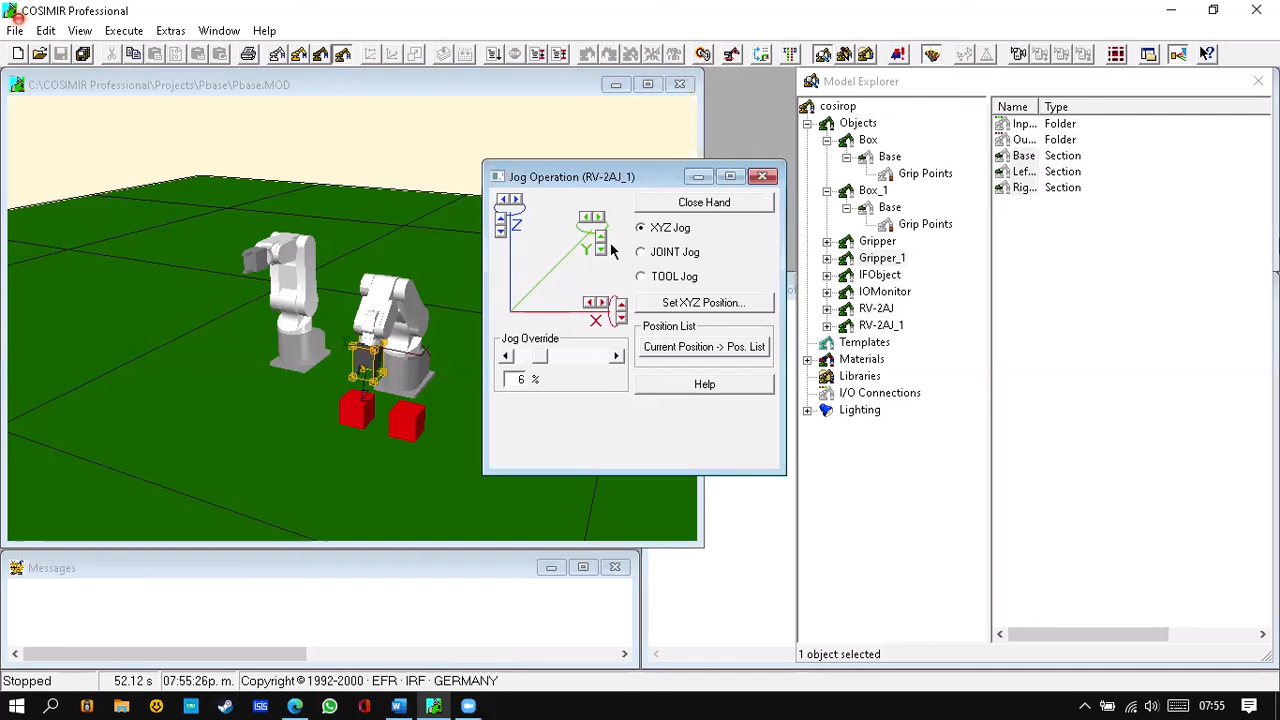 COSIMIR Professional
File Edit View Execute Extras Window Help
C:\COSIMIR Professional\Projects\Pbase\Pbase.MOD
Jog Operation (RV-2AJ_1)
Z
Y
X
Close Hand
XYZ Jog
JOINT Jog
TOOL Jog
Set XYZ Position...
Position List
Current Position -> Pos. List
Help
Jog Override
6 %
Model Explorer
cosirop
Objects
Box
Base
Grip Points
Box_1
Base
Grip Points
Gripper
Gripper_1
IFObject
IOMonitor
RV-2AJ
RV-2AJ_1
Templates
Materials
Libraries
I/O Connections
Lighting
Name Type
Inp... Folder
Ou... Folder
Base Section
Lef... Section
Rig... Section
1 object selected
Messages
Stopped 52.12 s 07:55:26p. m. Copyright © 1992-2000 · EFR · IRF · GERMANY
07:55